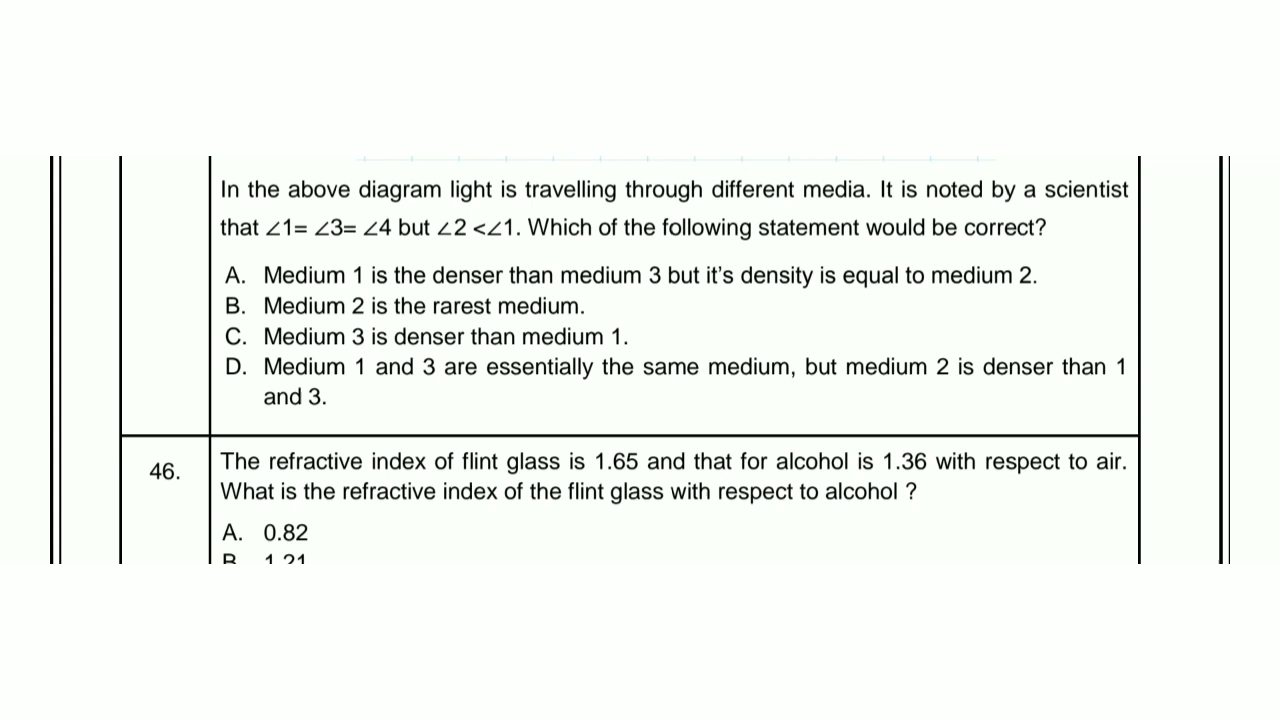 In the above diagram light is travelling through different media. It is noted by a scientist
that ∠1= ∠3= ∠4 but ∠2 <∠1. Which of the following statement would be correct?
A. Medium 1 is the denser than medium 3 but it's density is equal to medium 2.
B. Medium 2 is the rarest medium.
C. Medium 3 is denser than medium 1.
D. Medium 1 and 3 are essentially the same medium, but medium 2 is denser than 1
and 3.
46.
The refractive index of flint glass is 1.65 and that for alcohol is 1.36 with respect to air.
What is the refractive index of the flint glass with respect to alcohol ?
A. 0.82
B. 1.21